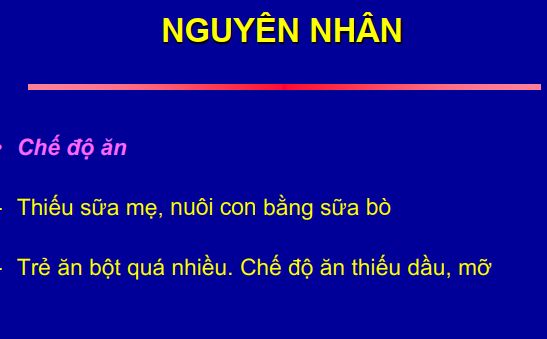 NGUYÊN NHÂN
• Chế độ ăn
- Thiếu sữa mẹ, nuôi con bằng sữa bò
- Trẻ ăn bột quá nhiều. Chế độ ăn thiếu dầu, mỡ